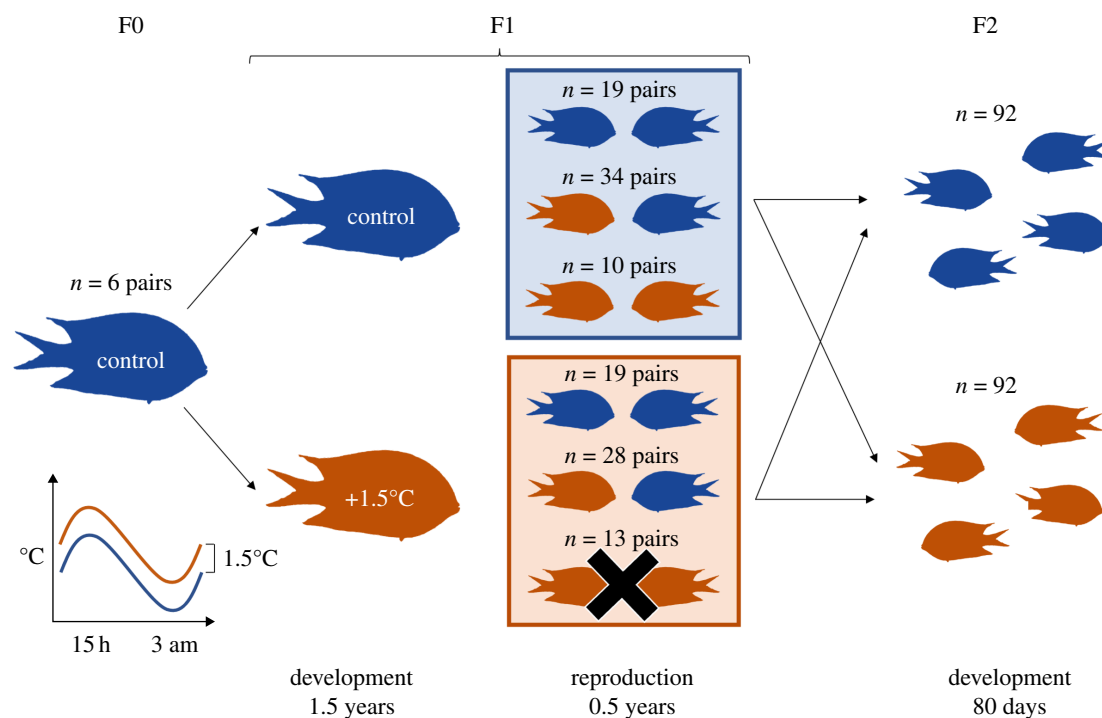 F0
F1
F2
n = 19 pairs
n = 34 pairs
n = 10 pairs
n = 19 pairs
n = 28 pairs
n = 13 pairs
n = 92
n = 92
control
n = 6 pairs
control
+1.5°C
°C
1.5°C
15 h
3 am
development
1.5 years
reproduction
0.5 years
development
80 days